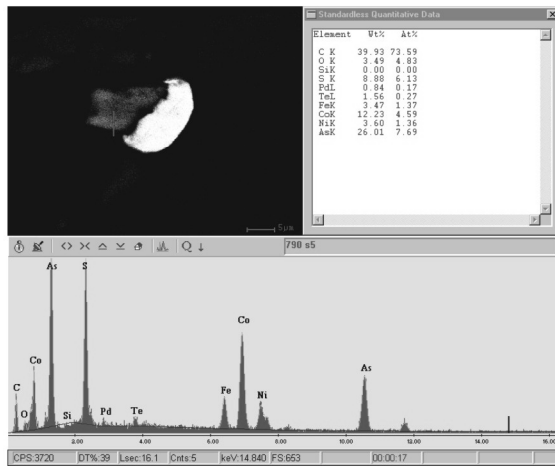 Standardless Quantitative Data
Element Wt% At%
C K 39.93 73.59
O K 3.49 4.83
SiK 0.00 0.00
S K 8.88 6.13
PdL 0.84 0.17
TeL 1.56 0.27
FeK 3.47 1.37
CoK 12.23 4.59
NiK 3.60 1.36
AsK 26.01 7.69
5µm
790 s5
As S
Co
Co
As
C
Fe
Ni
O
Si
Pd
Te
2.00 4.00 6.00 8.00 10.00 12.00 14.00 16.0
CPS:3720 DT%:39 Lsec:16.1 Cnts:5 keV:14.840 FS:653 00:00:17